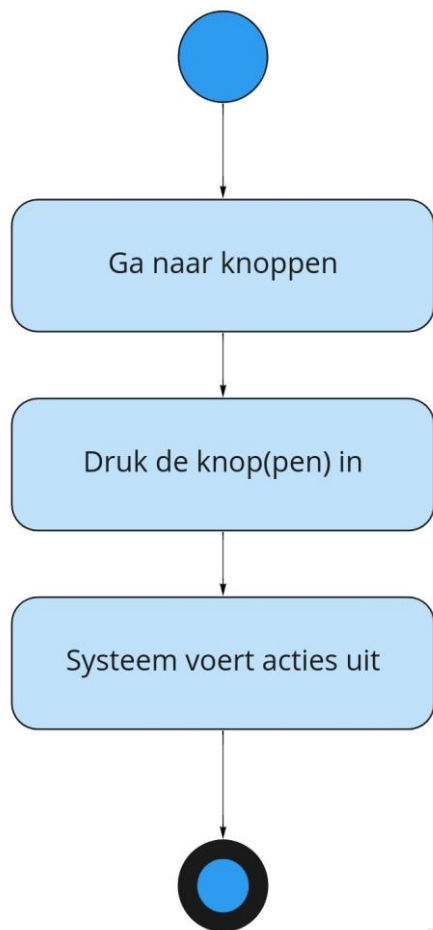 Ga naar knoppen
Druk de knop(pen) in
Systeem voert acties uit